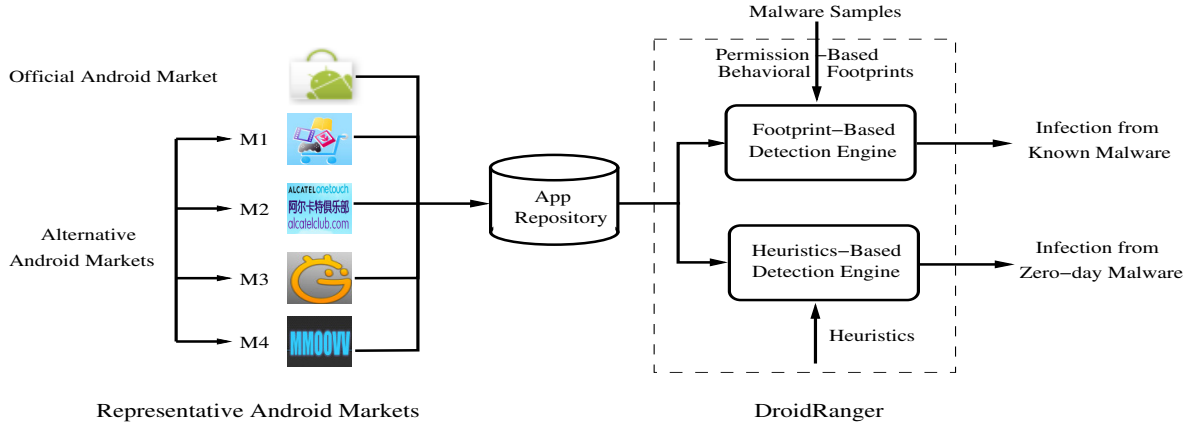 Official Android Market
M1
M2
M3
M4
Alternative
Android Markets
ALCATELonetouch
阿尔卡特俱乐部
alcatelclub.com
MMOOVV
Representative Android Markets
App
Repository
Malware Samples
Permission-Based
Behavioral Footprints
Footprint-Based
Detection Engine
Heuristics-Based
Detection Engine
Heuristics
DroidRanger
Infection from
Known Malware
Infection from
Zero-day Malware